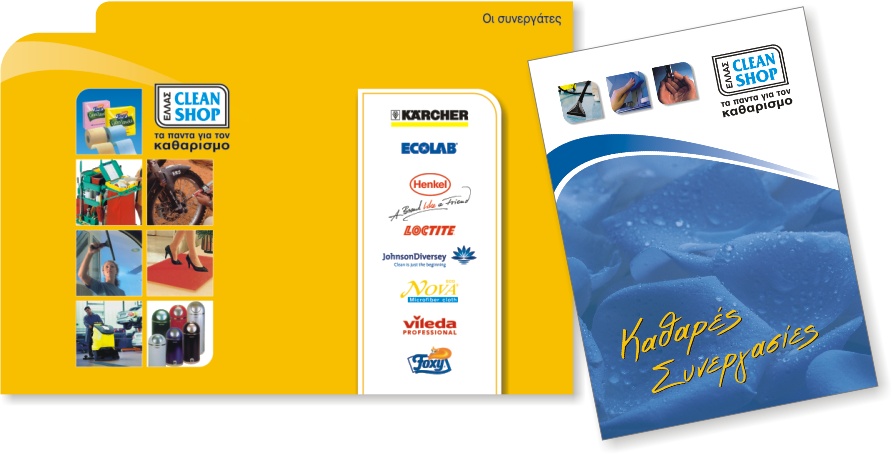 Οι συνεργάτες
ΕΛΛΑΣ
CLEAN
SHOP
τα παντα για τον
καθαρισμο
KÄRCHER
ECOLAB®
Henkel
A Brand like a Friend
LOCTITE
JohnsonDiversey
Clean is just the beginning
NOVA
Microfiber cloth
vileda
PROFESSIONAL
Foxy
ΕΛΛΑΣ
CLEAN
SHOP
τα παντα για τον
καθαρισμο
Καθαρές
Συνεργασίες